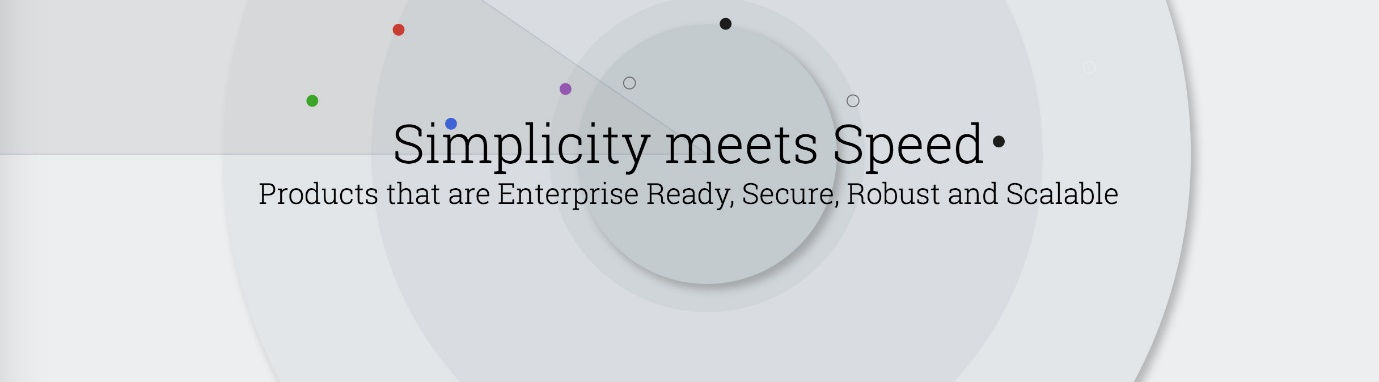 Simplicity meets Speed
Products that are Enterprise Ready, Secure, Robust and Scalable